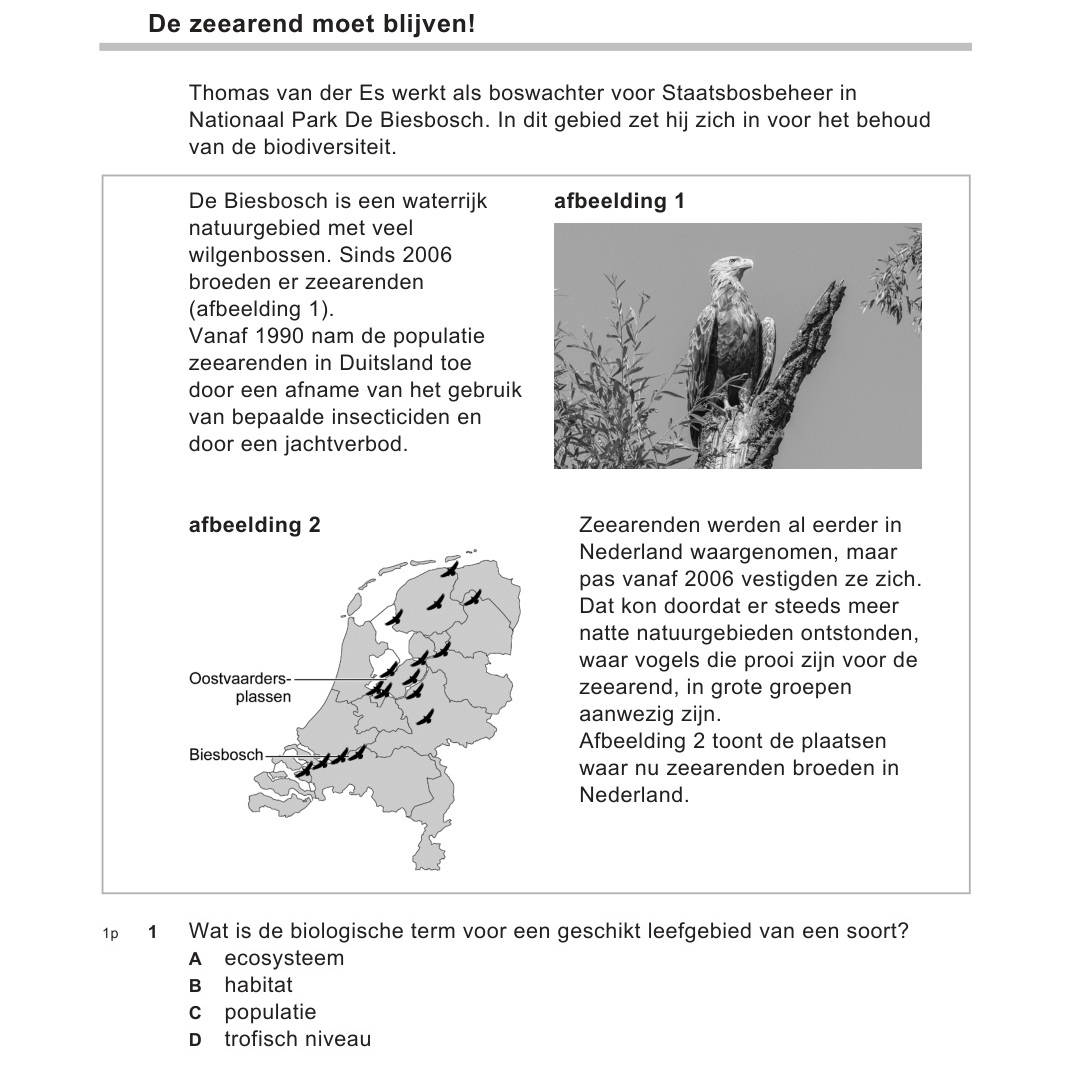 De zeearend moet blijven!
Thomas van der Es werkt als boswachter voor Staatsbosbeheer in
Nationaal Park De Biesbosch. In dit gebied zet hij zich in voor het behoud
van de biodiversiteit.
De Biesbosch is een waterrijk
natuurgebied met veel
wilgenbossen. Sinds 2006
broeden er zeearenden
(afbeelding 1).
Vanaf 1990 nam de populatie
zeearenden in Duitsland toe
door een afname van het gebruik
van bepaalde insecticiden en
door een jachtverbod.
afbeelding 1
afbeelding 2
Oostvaarders-
plassen
Biesbosch
Zeearenden werden al eerder in
Nederland waargenomen, maar
pas vanaf 2006 vestigden ze zich.
Dat kon doordat er steeds meer
natte natuurgebieden ontstonden,
waar vogels die prooi zijn voor de
zeearend, in grote groepen
aanwezig zijn.
Afbeelding 2 toont de plaatsen
waar nu zeearenden broeden in
Nederland.
1p 1 Wat is de biologische term voor een geschikt leefgebied van een soort?
A ecosysteem
B habitat
C populatie
D trofisch niveau